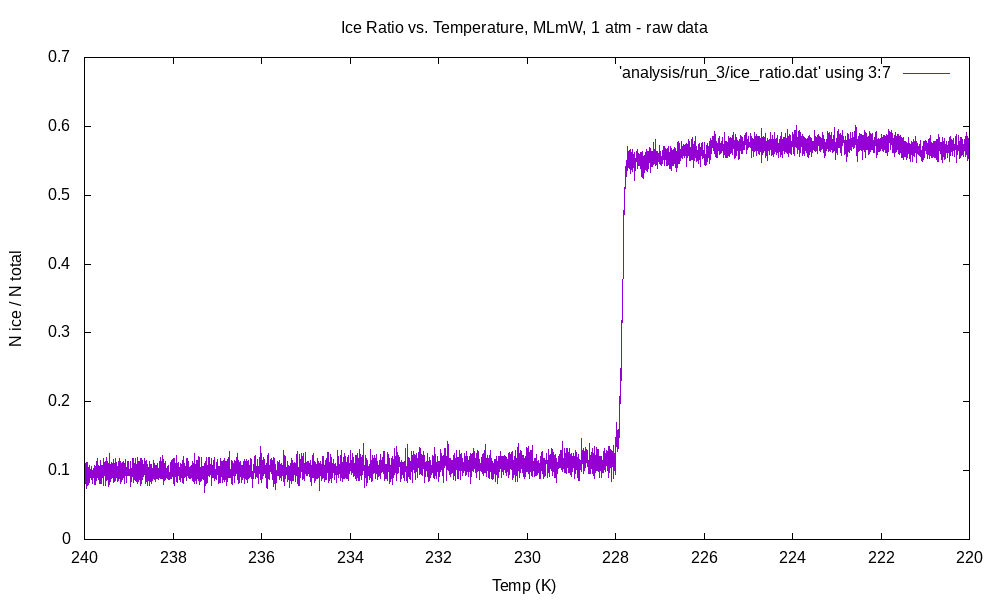 Ice Ratio vs. Temperature, MLmW, 1 atm - raw data
'analysis/run_3/ice_ratio.dat' using 3:7
N ice / N total
0.7
0.6
0.5
0.4
0.3
0.2
0.1
0
240 238 236 234 232 230 228 226 224 222 220
Temp (K)